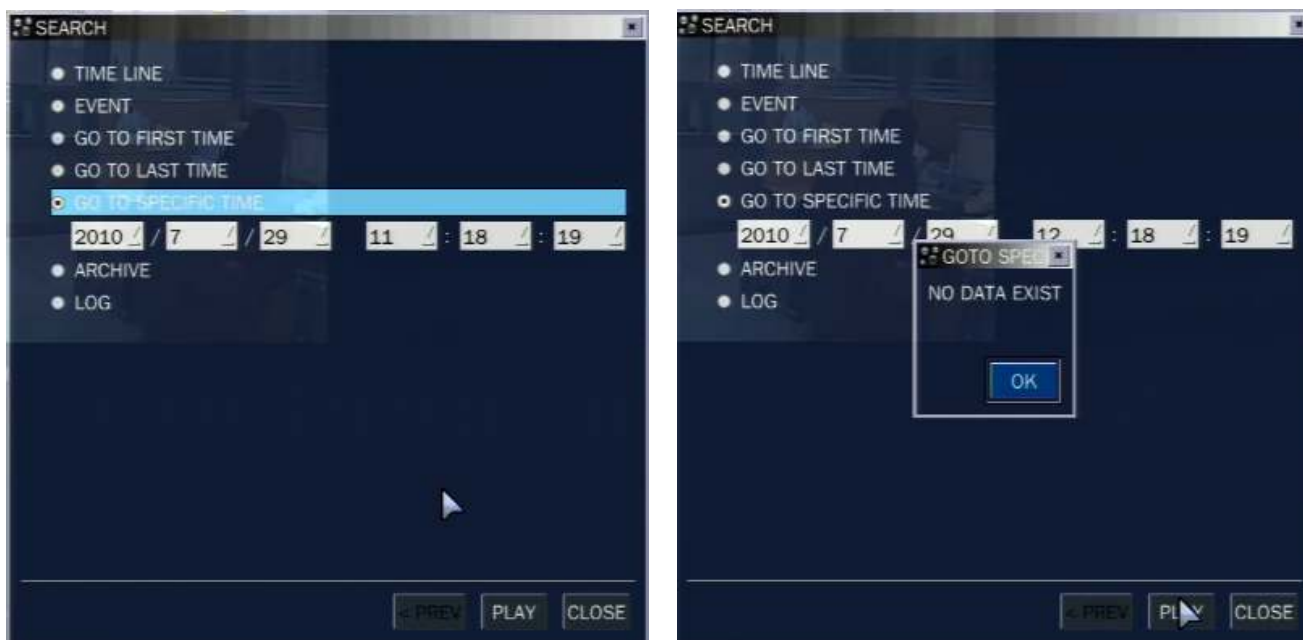 SEARCH
TIME LINE
EVENT
GO TO FIRST TIME
GO TO LAST TIME
GO TO SPECIFIC TIME
2010 / 7 / 29 11 : 18 : 19
ARCHIVE
LOG
< PREV PLAY CLOSE
SEARCH
TIME LINE
EVENT
GO TO FIRST TIME
GO TO LAST TIME
GO TO SPECIFIC TIME
2010 / 7 / 29 12 : 18 : 19
ARCHIVE
LOG
GOTO SPEC
NO DATA EXIST
OK
< PREV PLAY CLOSE